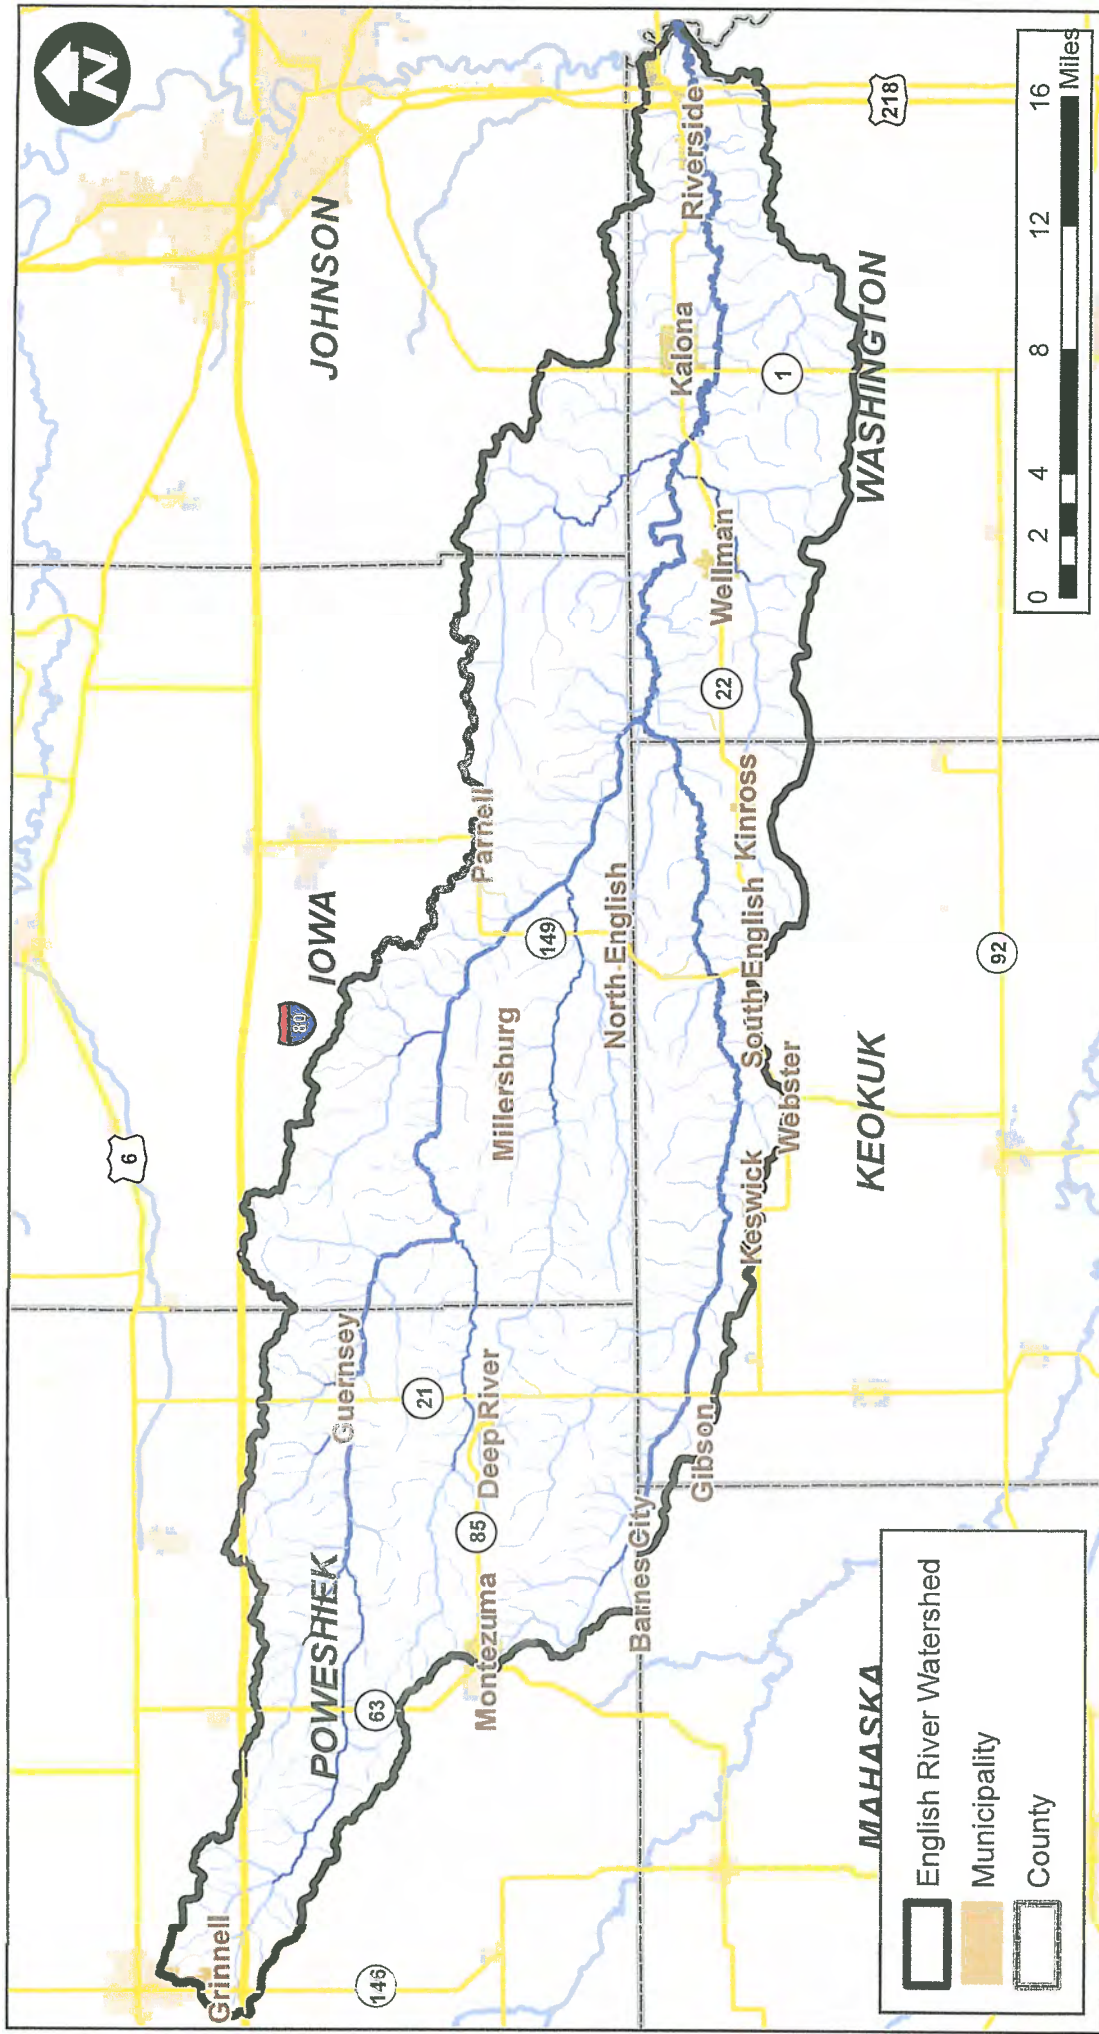 N
6
80
IOWA
JOHNSON
Grinnell
POWESHIEK
Guernsey
146
63
21
85
Montezuma
Deep River
Millersburg
Parnell
149
Barnes City
North English
Gibson
Keswick
Webster
South English
Kinross
22
Wellman
Kalona
Riverside
1
218
MAHASKA
KEOKUK
WASHINGTON
92
English River Watershed
Municipality
County
0 2 4 8 12 16
Miles